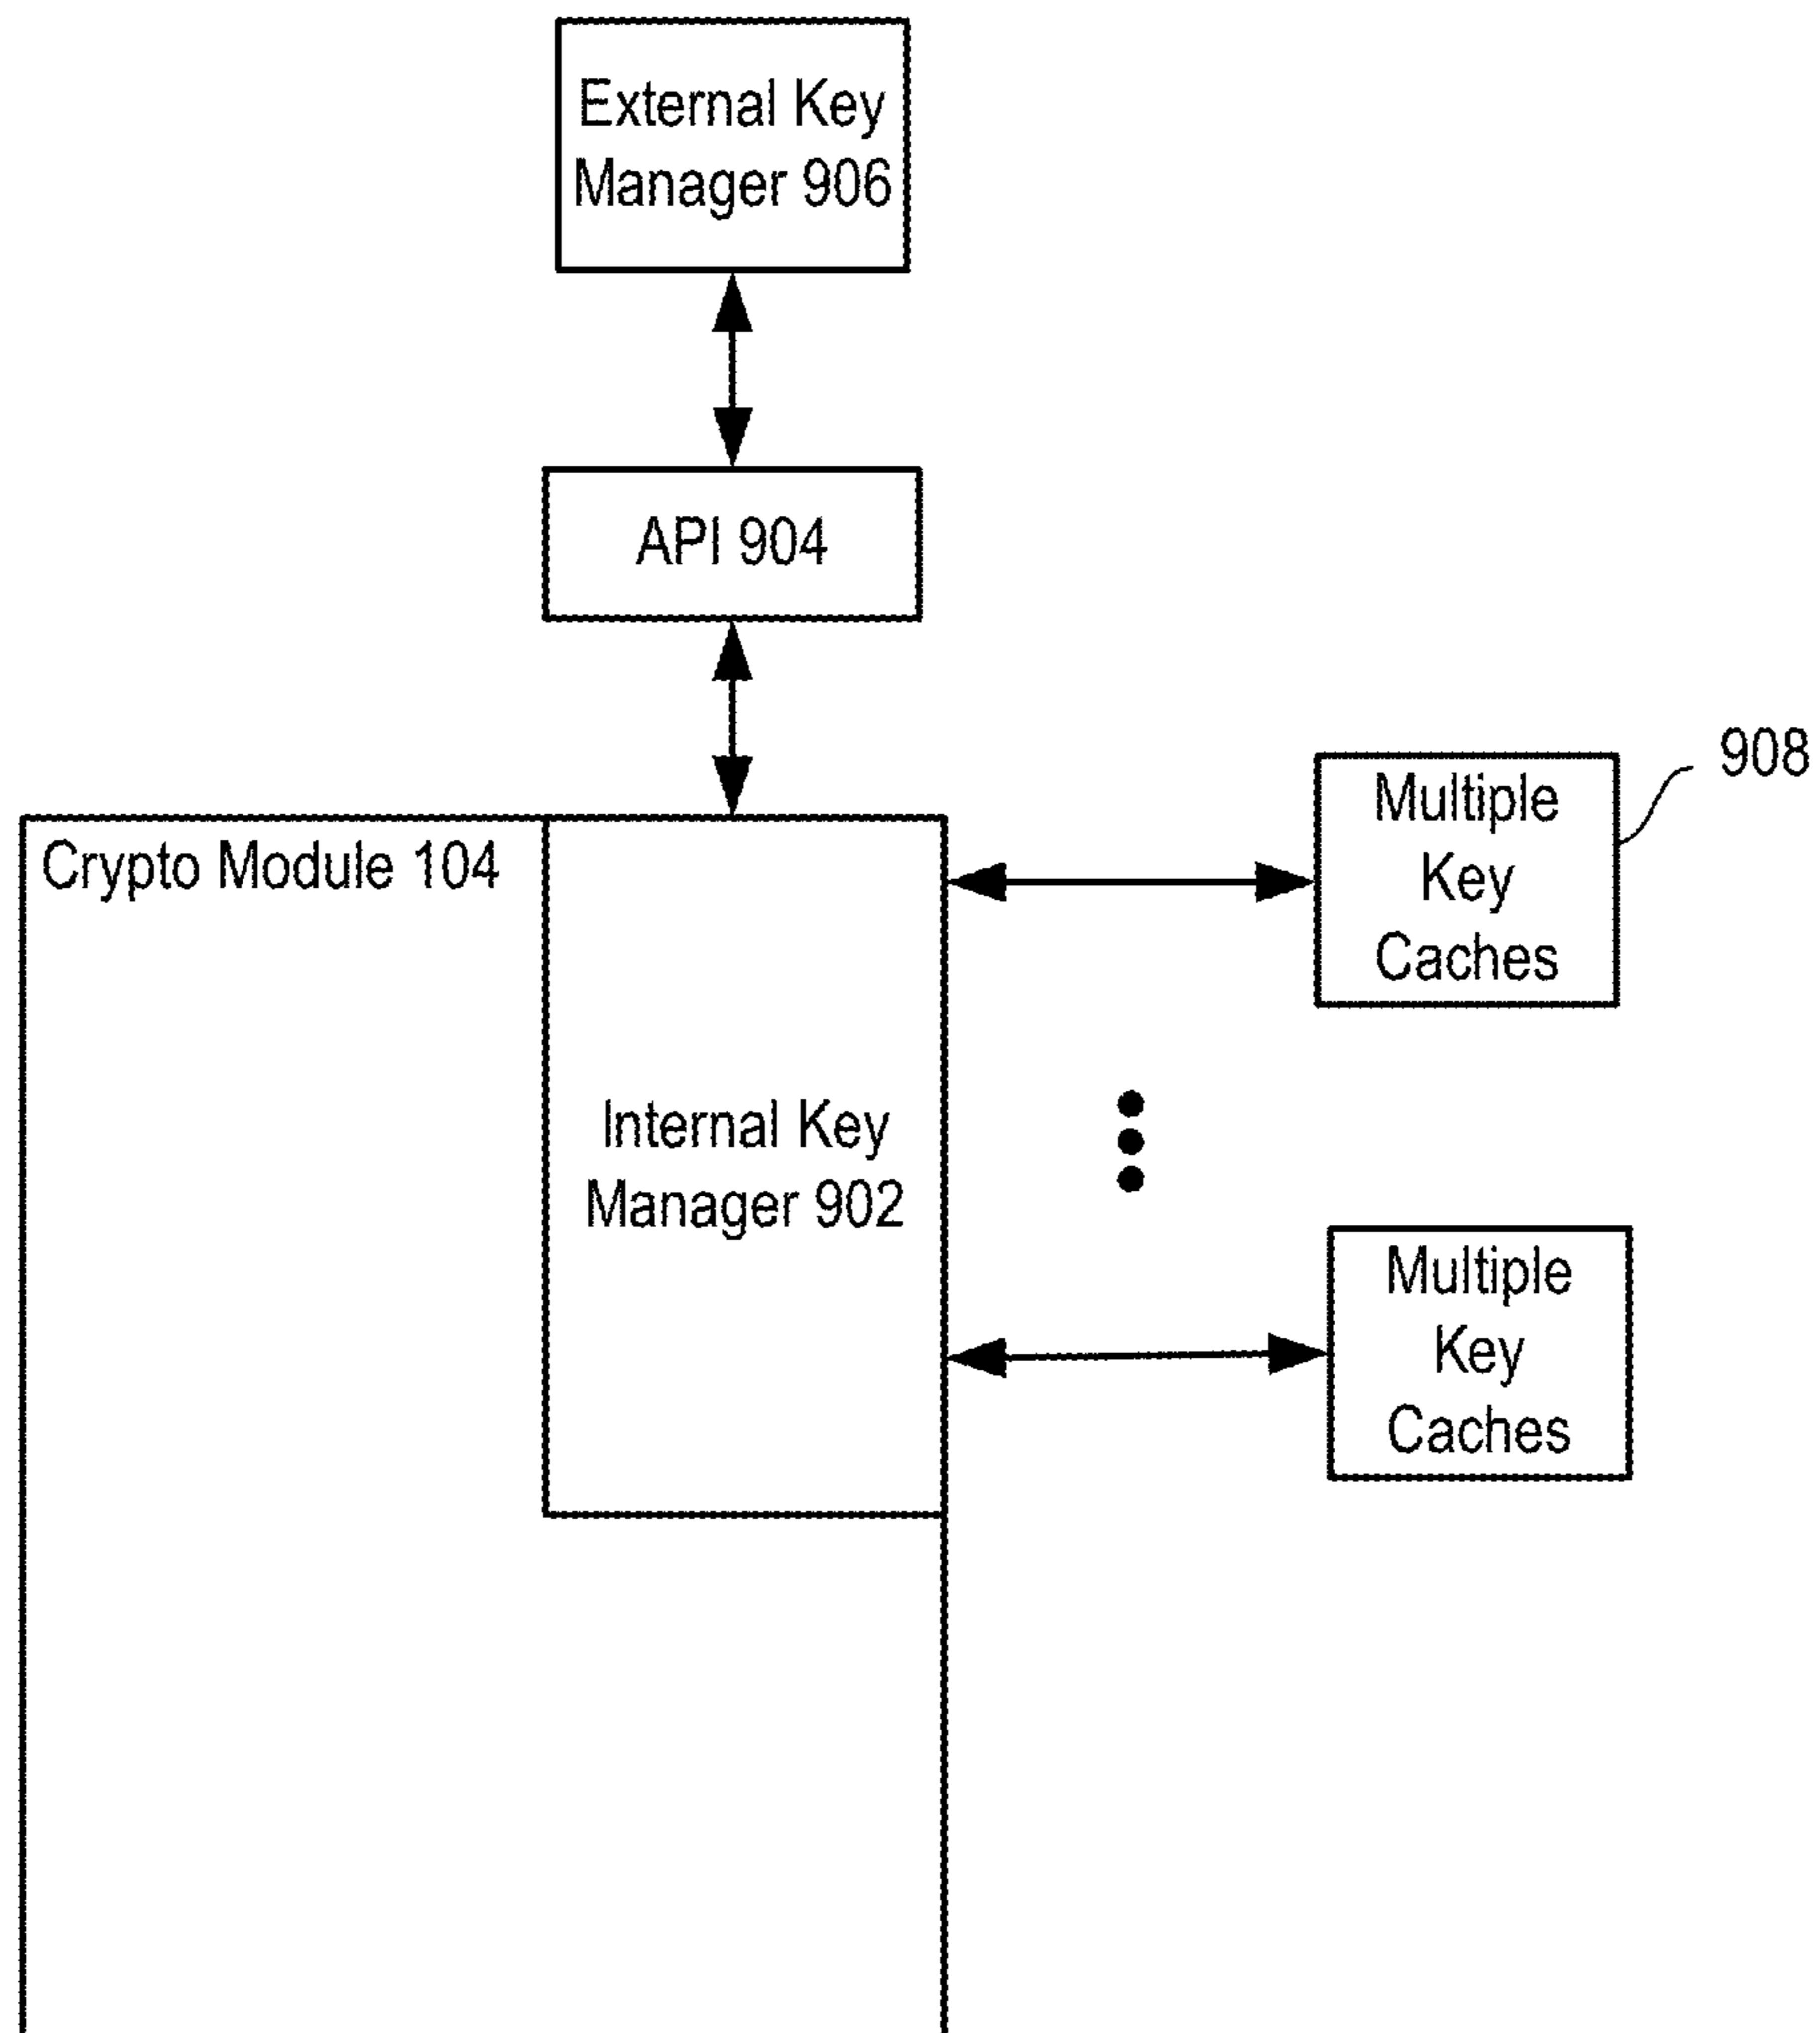 External Key
Manager 906
API 904
908
Multiple
Key
Caches
Crypto Module 104
Internal Key
Manager 902
Multiple
Key
Caches